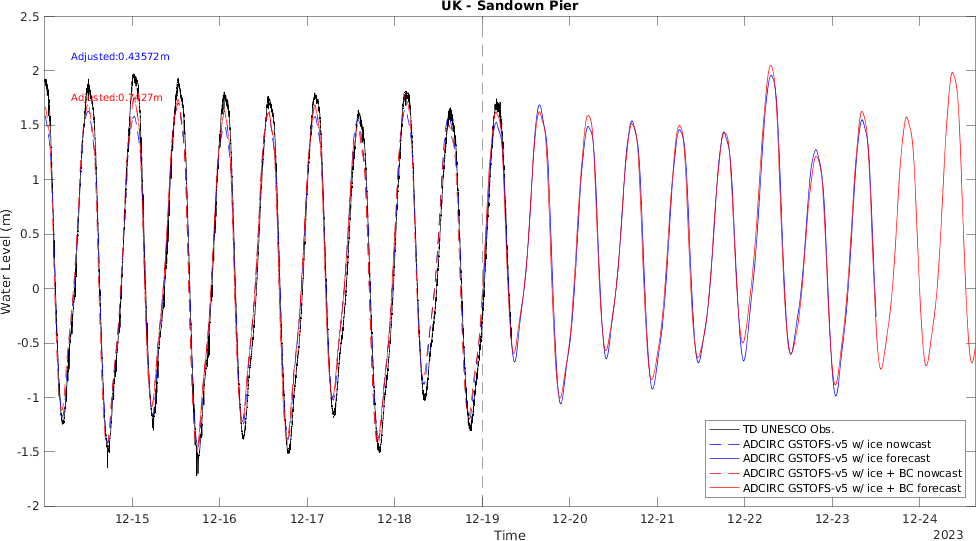 UK - Sandown Pier
2.5
2
1.5
1
0.5
0
-0.5
-1
-1.5
-2
Water Level (m)
Adjusted:0.43572m
Adjusted:0.7427m
TD UNESCO Obs.
ADCIRC GSTOFS-v5 w/ ice nowcast
ADCIRC GSTOFS-v5 w/ ice forecast
ADCIRC GSTOFS-v5 w/ ice + BC nowcast
ADCIRC GSTOFS-v5 w/ ice + BC forecast
12-15 12-16 12-17 12-18 12-19 12-20 12-21 12-22 12-23 12-24
Time
2023